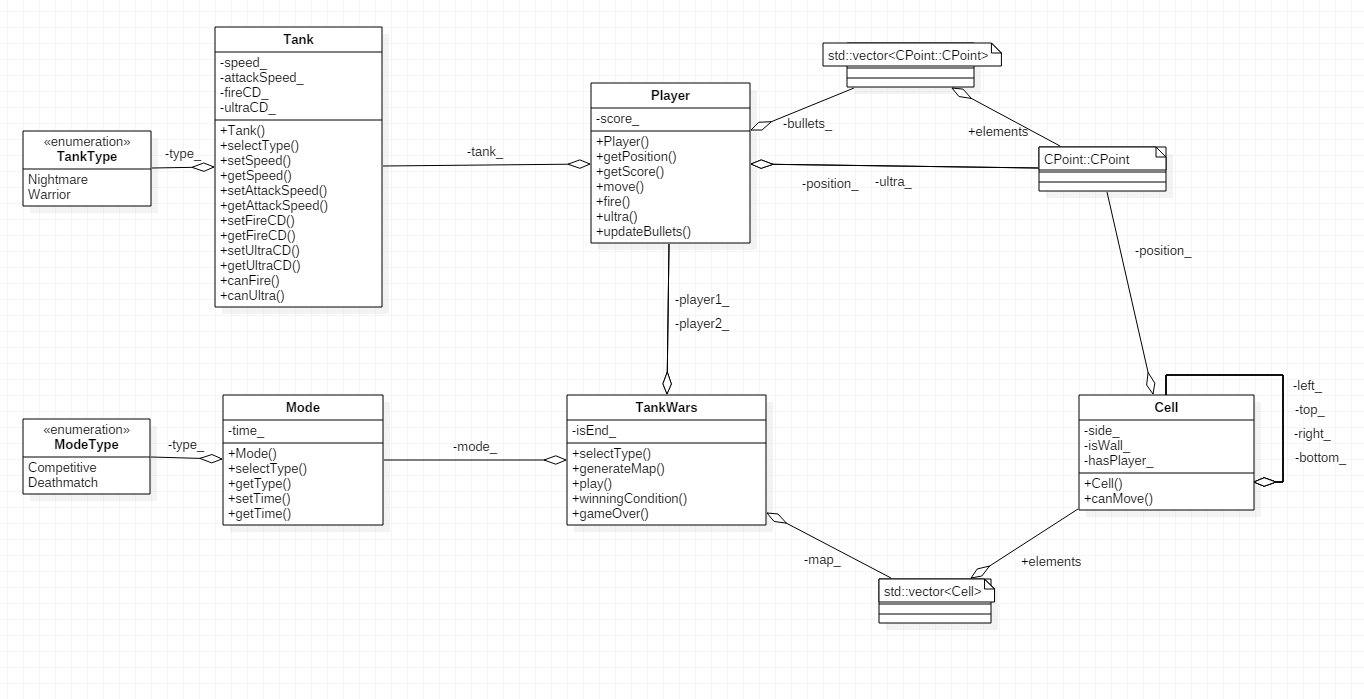 Tank
-speed_
-attackSpeed_
-fireCD_
-ultraCD_
+Tank()
+selectType()
+setSpeed()
+getSpeed()
+setAttackSpeed()
+getAttackSpeed()
+setFireCD()
+getFireCD()
+setUltraCD()
+getUltraCD()
+canFire()
+canUltra()
«enumeration»
TankType
Nightmare
Warrior
-type_
-tank_
Player
-score_
+Player()
+getPosition()
+getScore()
+move()
+fire()
+ultra()
+updateBullets()
std::vector<CPoint::CPoint>
-bullets_
+elements
CPoint::CPoint
-position_
-ultra_
-position_
-player1_
-player2_
«enumeration»
ModeType
Competitive
Deathmatch
-type_
Mode
-time_
+Mode()
+selectType()
+getType()
+setTime()
+getTime()
-mode_
TankWars
-isEnd_
+selectType()
+generateMap()
+play()
+winningCondition()
+gameOver()
Cell
-side_
-isWall_
-hasPlayer_
+Cell()
+canMove()
-left_
-top_
-right_
-bottom_
-map_
+elements
std::vector<Cell>